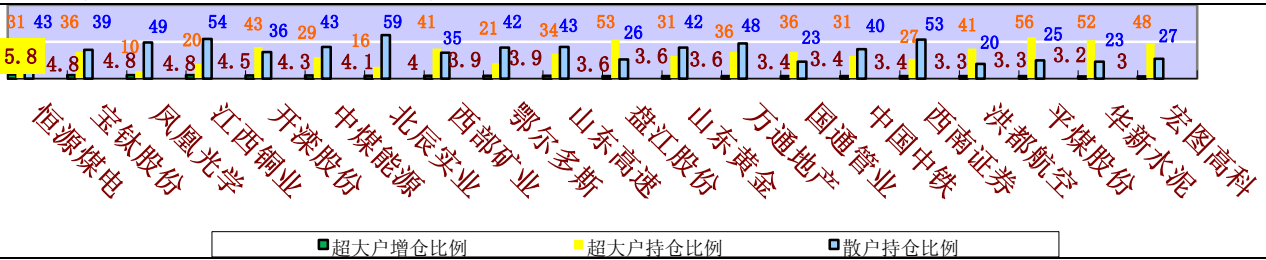 31 43 36 39 10 49 20 54 43 36 29 43 16 59 41 35 21 42 34 43 53 26 31 42 36 48 36 23 31 40 27 53 41 20 56 25 52 23 48 27
5.8 4.8 4.8 4.8 4.5 4.3 4.1 4 3.9 3.9 3.6 3.6 3.6 3.4 3.4 3.4 3.3 3.3 3.2 3
恒源煤电
宝钛股份
凤凰光学
江西铜业
开滦股份
中煤能源
北辰实业
西部矿业
鄂尔多斯
山东高速
盘江股份
山东黄金
万通地产
国通管业
中国中铁
西南证券
洪都航空
平煤股份
华新水泥
宏图高科
超大户增仓比例 超大户持仓比例 散户持仓比例